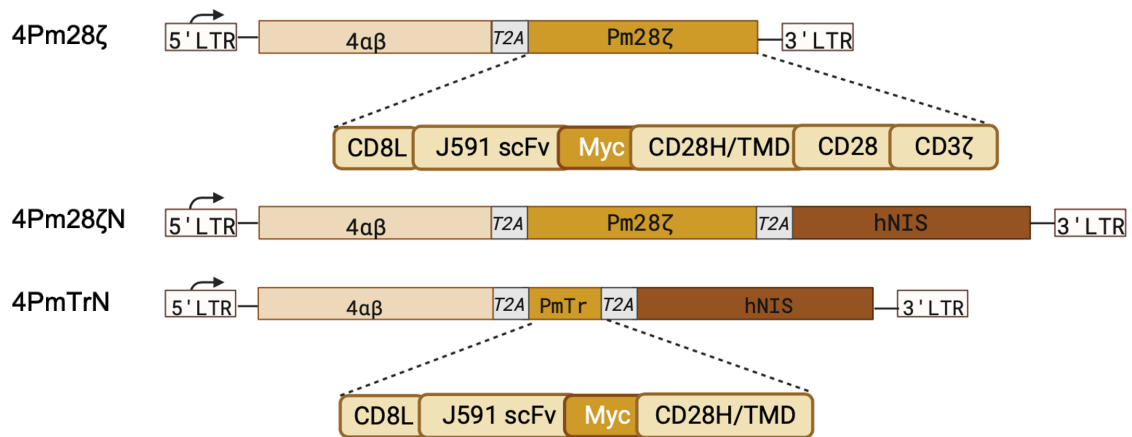 4Pm28ζ 5'LTR 4αβ T2A Pm28ζ 3'LTR
CD8L J591 scFv Myc CD28H/TMD CD28 CD3ζ
4Pm28ζN 5'LTR 4αβ T2A Pm28ζ T2A hNIS 3'LTR
4PmTrN 5'LTR 4αβ T2A PmTr T2A hNIS 3'LTR
CD8L J591 scFv Myc CD28H/TMD